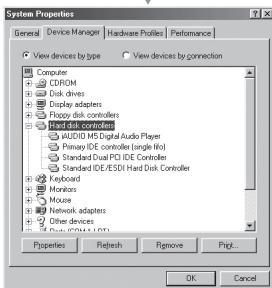 System Properties
General Device Manager Hardware Profiles Performance
View devices by type View devices by connection
Computer
CDROM
Disk drives
Display adapters
Floppy disk controllers
Hard disk controllers
iAUDIO M5 Digital Audio Player
Primary IDE controller (single fifo)
Standard Dual PCI IDE Controller
Standard IDE/ESDI Hard Disk Controller
Keyboard
Monitors
Mouse
Network adapters
Other devices
Ports (COM & LPT)
Properties Refresh Remove Print...
OK Cancel